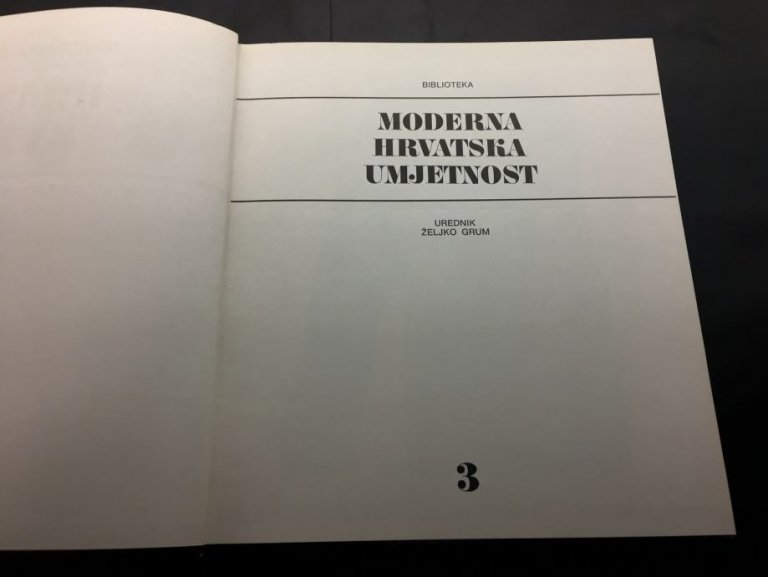 BIBLIOTEKA
MODERNA
HRVATSKA
UMJETNOST
UREDNIK
ŽELJKO GRUM
3